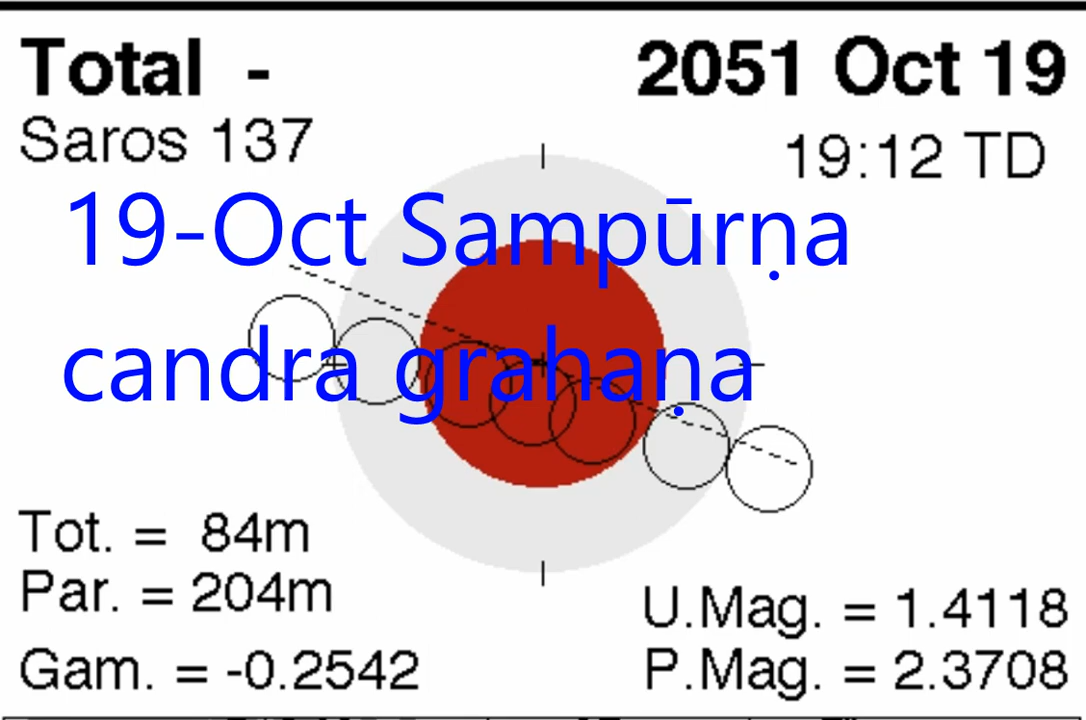 Total -
2051 Oct 19
Saros 137
19:12 TD
19-Oct Sampūrṇa
candra grahaṇa
Tot. = 84m
Par. = 204m
Gam. = -0.2542
U.Mag. = 1.4118
P.Mag. = 2.3708